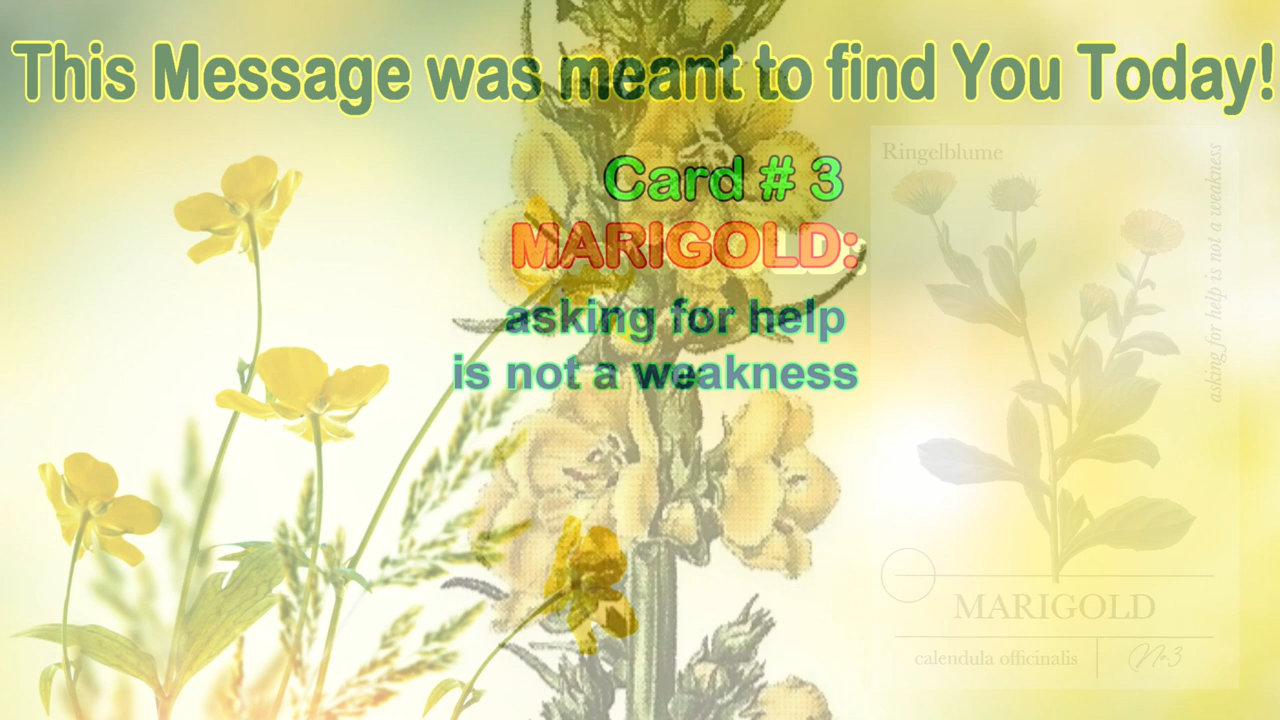 This Message was meant to find You Today!
Card # 3
MARIGOLD:
asking for help
is not a weakness
Ringelblume
asking for help is not a weakness
MARIGOLD
calendula officinalis
No3